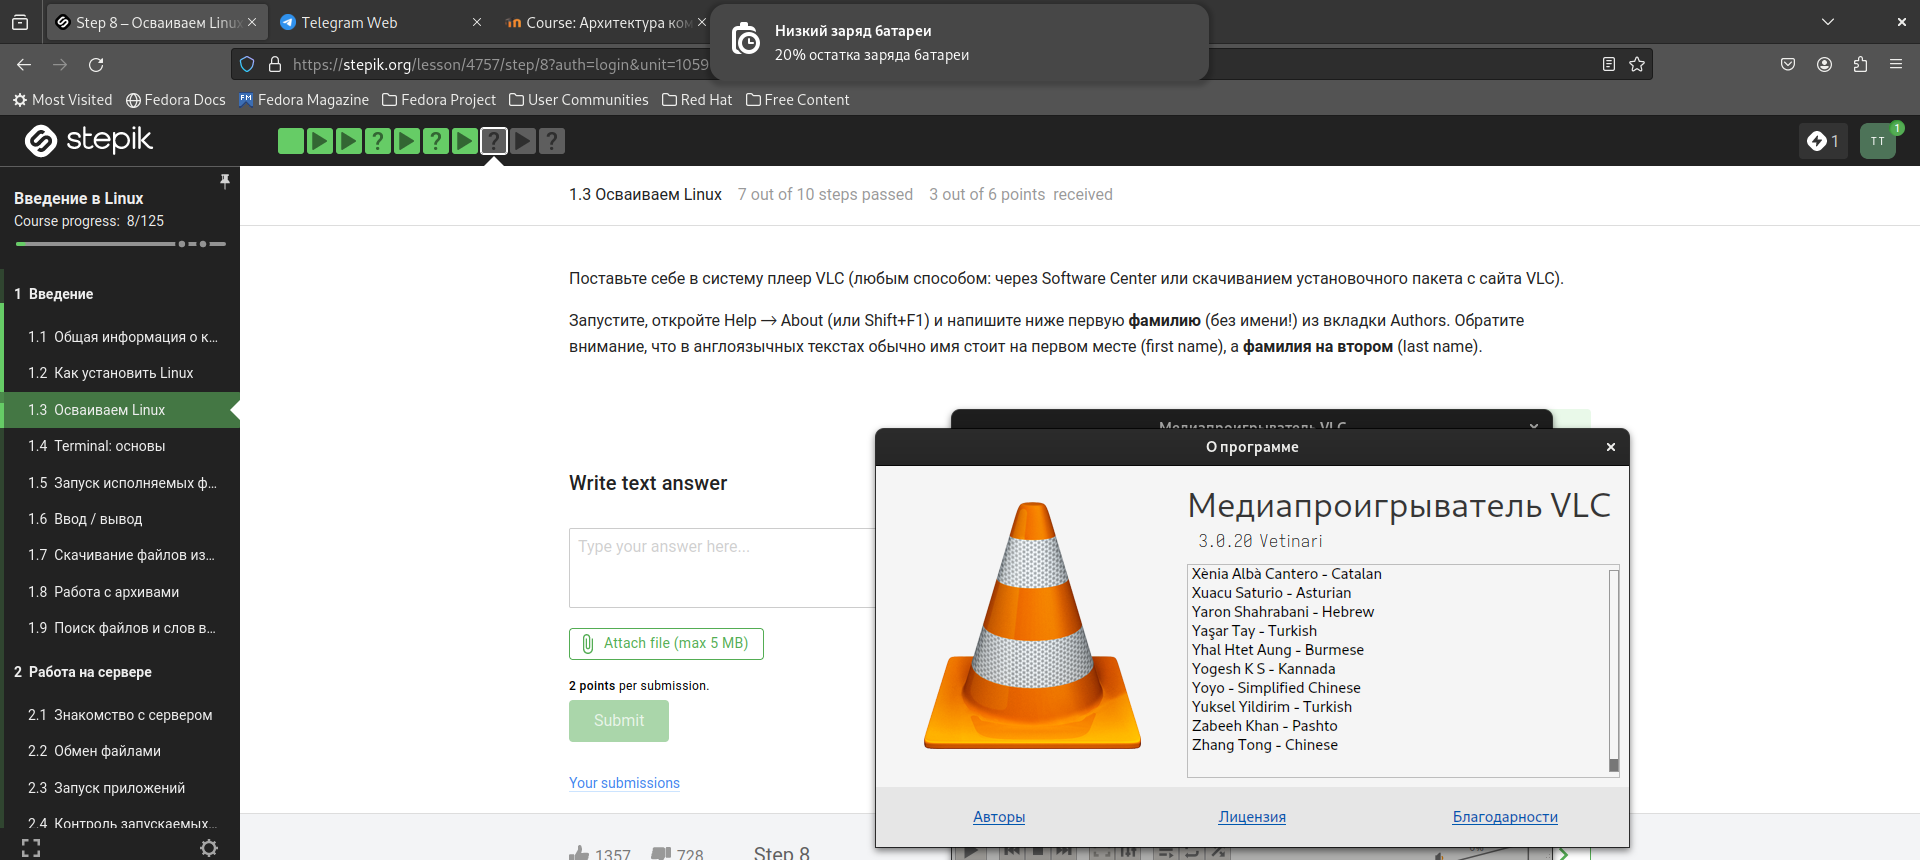 Step 8 – Осваиваем Linux
Telegram Web
Course: Архитектура ком
Низкий заряд батареи
20% остатка заряда батареи
https://stepik.org/lesson/4757/step/8?auth=login&unit=1059
Most Visited
Fedora Docs
Fedora Magazine
Fedora Project
User Communities
Red Hat
Free Content
stepik
?
?
?
?
1
TT
1
Введение в Linux
Course progress: 8/125
1 Введение
1.1 Общая информация о к...
1.2 Как установить Linux
1.3 Осваиваем Linux
1.4 Terminal: основы
1.5 Запуск исполняемых ф...
1.6 Ввод / вывод
1.7 Скачивание файлов из...
1.8 Работа с архивами
1.9 Поиск файлов и слов в...
2 Работа на сервере
2.1 Знакомство с сервером
2.2 Обмен файлами
2.3 Запуск приложений
2.4 Контроль запускаемых...
1.3 Осваиваем Linux 7 out of 10 steps passed 3 out of 6 points received
Поставьте себе в систему плеер VLC (любым способом: через Software Center или скачиванием установочного пакета с сайта VLC).
Запустите, откройте Help → About (или Shift+F1) и напишите ниже первую фамилию (без имени!) из вкладки Authors. Обратите
внимание, что в англоязычных текстах обычно имя стоит на первом месте (first name), а фамилия на втором (last name).
Write text answer
Type your answer here...
Attach file (max 5 MB)
2 points per submission.
Submit
Your submissions
1357
728
Step 8
Медиапроигрыватель VLC
О программе
Медиапроигрыватель VLC
3.0.20 Vetinari
Xènia Albà Cantero - Catalan
Xuacu Saturio - Asturian
Yaron Shahrabani - Hebrew
Yaşar Tay - Turkish
Yhal Htet Aung - Burmese
Yogesh K S - Kannada
Yoyo - Simplified Chinese
Yuksel Yildirim - Turkish
Zabeeh Khan - Pashto
Zhang Tong - Chinese
Авторы
Лицензия
Благодарности